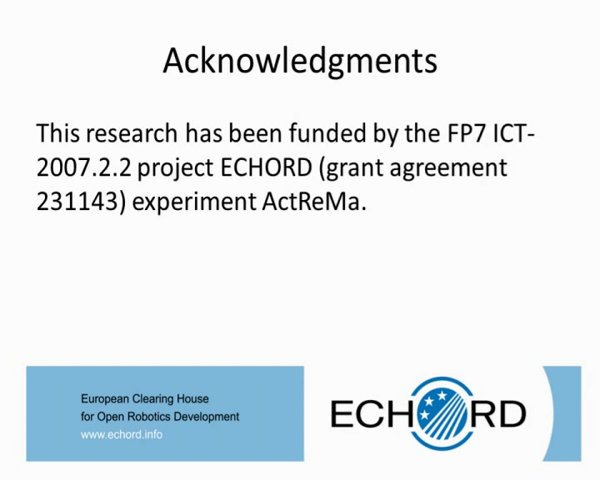 Acknowledgments
This research has been funded by the FP7 ICT-
2007.2.2 project ECHORD (grant agreement
231143) experiment ActReMa.
European Clearing House
for Open Robotics Development
www.echord.info
ECHORD